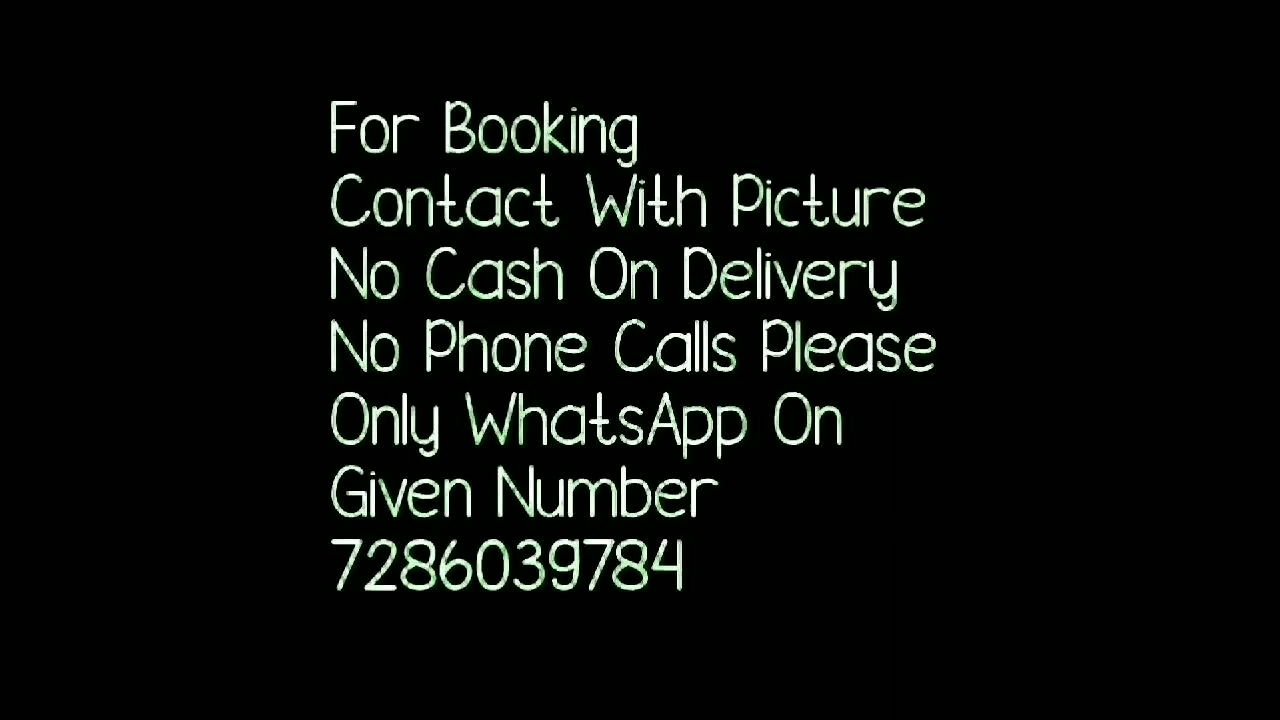 For Booking
Contact With Picture
No Cash On Delivery
No Phone Calls Please
Only WhatsApp On
Given Number
7286039784